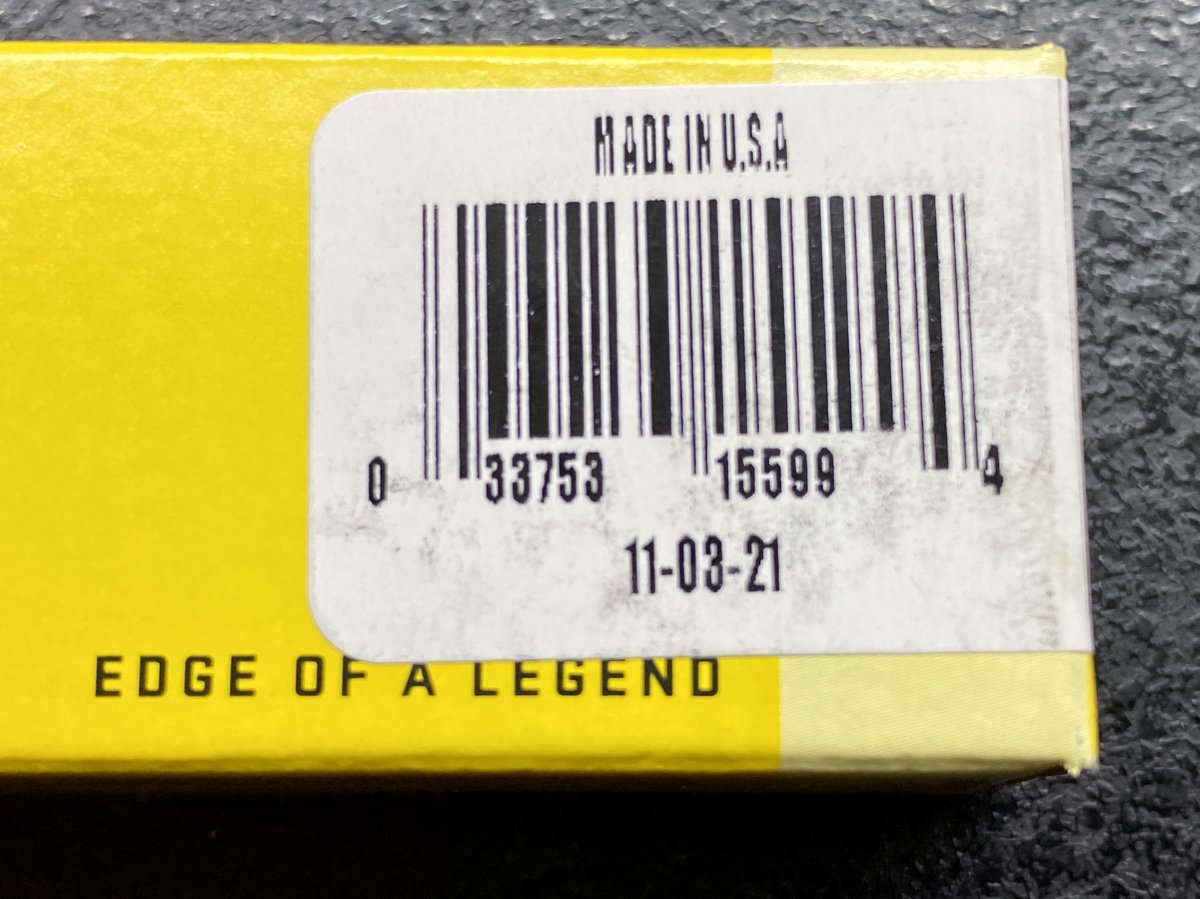 MADE IN U.S.A
0 33753 15599 4
11-03-21
EDGE OF A LEGEND